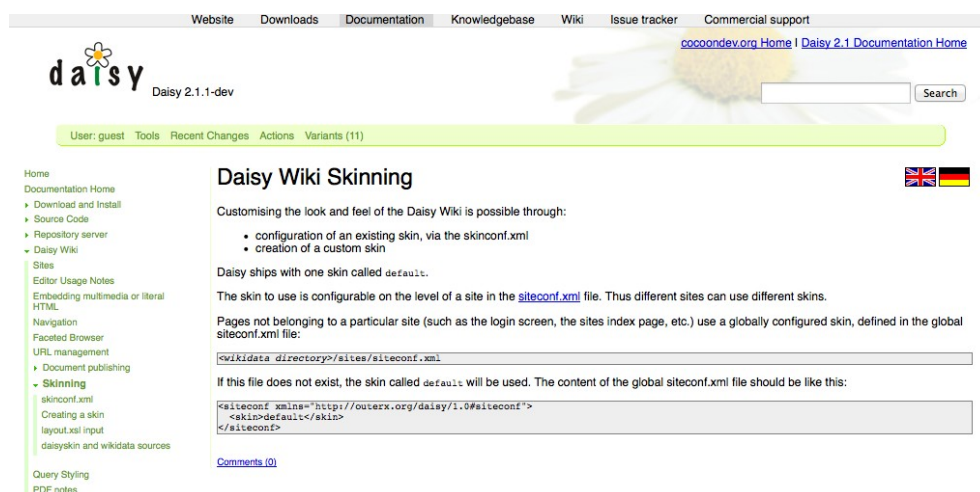 Website Downloads Documentation Knowledgebase Wiki Issue tracker Commercial support
cocoondev.org Home | Daisy 2.1 Documentation Home
daisy
Daisy 2.1.1-dev
Search
User: guest Tools Recent Changes Actions Variants (11)
Home
Documentation Home
Download and Install
Source Code
Repository server
Daisy Wiki
Sites
Editor Usage Notes
Embedding multimedia or literal
HTML
Navigation
Faceted Browser
URL management
Document publishing
Skinning
skinconf.xml
Creating a skin
layout.xsl input
daisyskin and wikidata sources
Query Styling
PDF notes
Daisy Wiki Skinning
Customising the look and feel of the Daisy Wiki is possible through:
• configuration of an existing skin, via the skinconf.xml
• creation of a custom skin
Daisy ships with one skin called default.
The skin to use is configurable on the level of a site in the siteconf.xml file. Thus different sites can use different skins.
Pages not belonging to a particular site (such as the login screen, the sites index page, etc.) use a globally configured skin, defined in the global
siteconf.xml file:
<wikidata directory>/sites/siteconf.xml
If this file does not exist, the skin called default will be used. The content of the global siteconf.xml file should be like this:
<siteconf xmlns="http://outerx.org/daisy/1.0#siteconf">
<skin>default</skin>
</siteconf>
Comments (0)